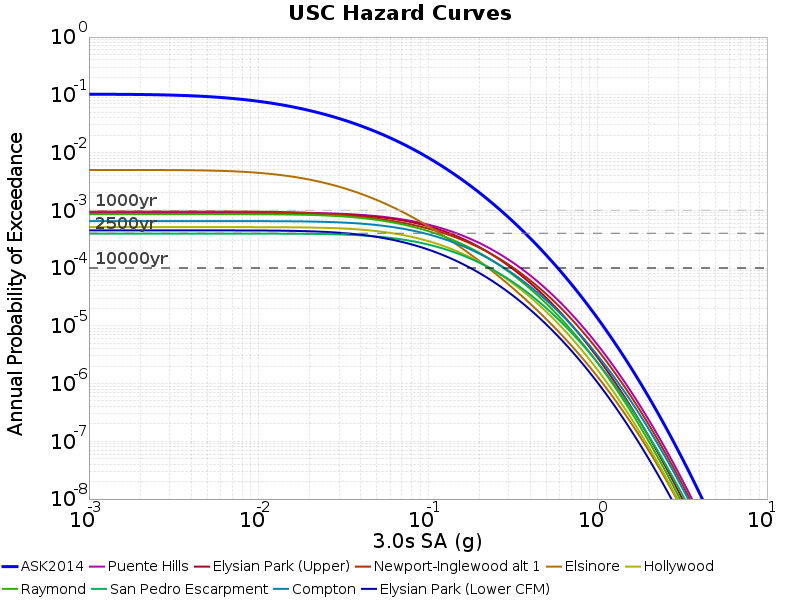 USC Hazard Curves
Annual Probability of Exceedance
10^0
10^-1
10^-2
10^-3
10^-4
10^-5
10^-6
10^-7
10^-8
1000yr
2500yr
10000yr
10^-3 10^-2 10^-1 10^0 10^1
3.0s SA (g)
ASK2014 Puente Hills Elysian Park (Upper) Newport-Inglewood alt 1 Elsinore Hollywood
Raymond San Pedro Escarpment Compton Elysian Park (Lower CFM)